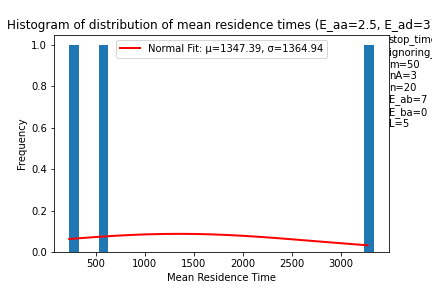 Histogram of distribution of mean residence times (E_aa=2.5, E_ad=3
Normal Fit: μ=1347.39, σ=1364.94
stop_time
ignoring_
m=50
nA=3
n=20
E_ab=7
E_ba=0
L=5
Frequency
1.0
0.8
0.6
0.4
0.2
0.0
500
1000
1500
2000
2500
3000
Mean Residence Time